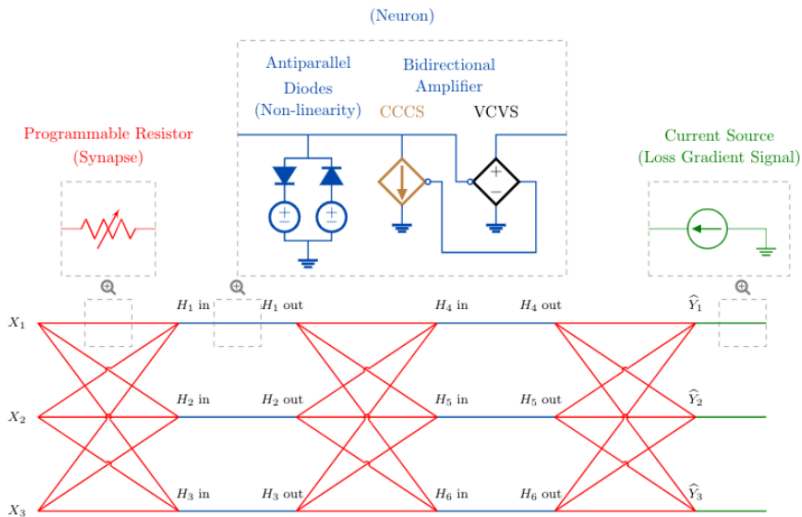 (Neuron)
Antiparallel
Diodes
(Non-linearity)
Bidirectional
Amplifier
CCCS
VCVS
Programmable Resistor
(Synapse)
Current Source
(Loss Gradient Signal)
+
−
+
−
+
−
H₁ in
H₁ out
H₄ in
H₄ out
Ŷ₁
X₁
H₂ in
H₂ out
H₅ in
H₅ out
Ŷ₂
X₂
H₃ in
H₃ out
H₆ in
H₆ out
Ŷ₃
X₃